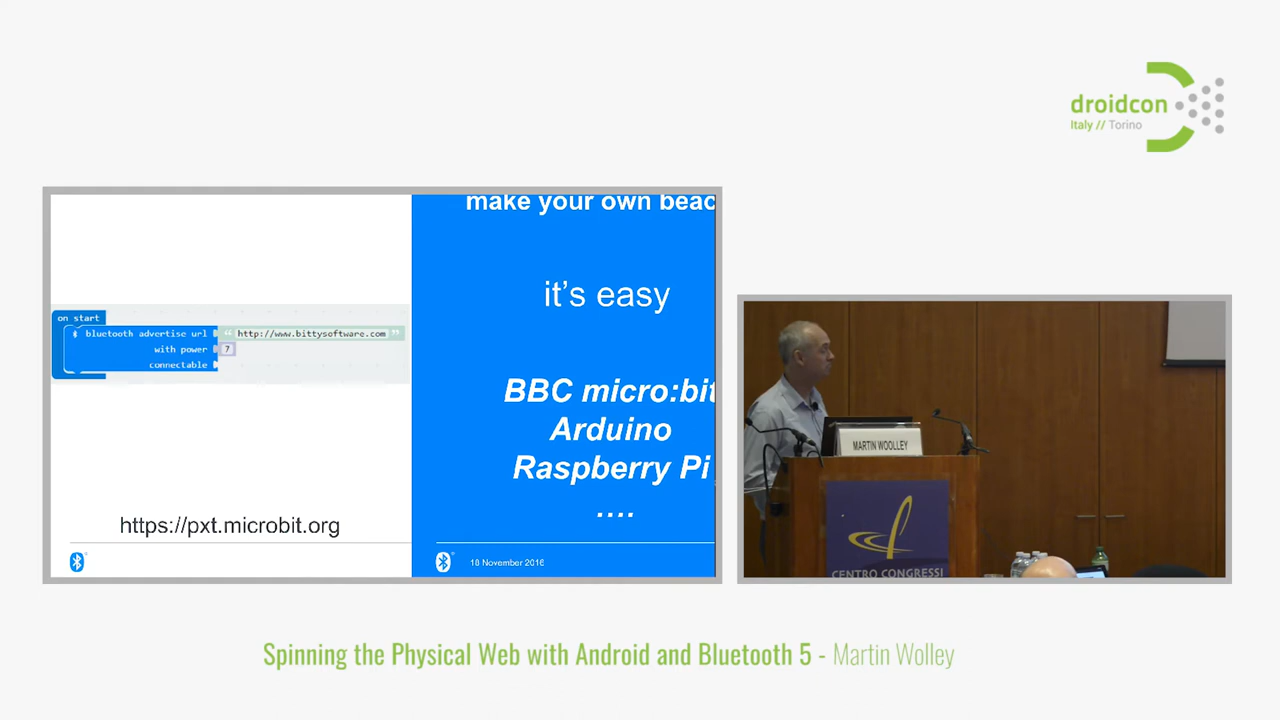 droidcon
Italy // Torino
make your own beac
it's easy
on start
bluetooth advertise url “ http://www.bittysoftware.com ”
with power 7
connectable
BBC micro:bit
Arduino
Raspberry Pi
....
https://pxt.microbit.org
18 November 2016
MARTIN WOOLLEY
CENTRO CONGRESSI
Spinning the Physical Web with Android and Bluetooth 5 - Martin Wolley